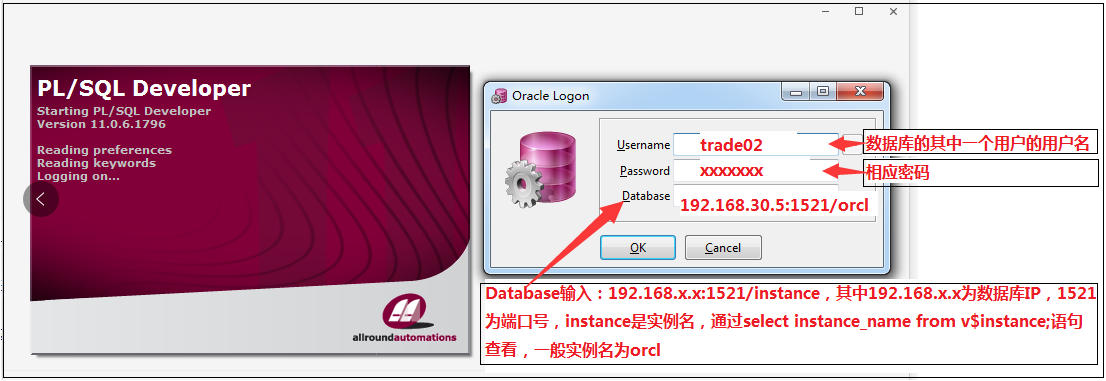 PL/SQL Developer
Starting PL/SQL Developer
Version 11.0.6.1796
Reading preferences
Reading keywords
Logging on...
allroundautomations
Oracle Logon
Username
trade02
数据库的其中一个用户的用户名
Password
xxxxxxx
相应密码
Database
192.168.30.5:1521/orcl
OK
Cancel
Database输入：192.168.x.x:1521/instance，其中192.168.x.x为数据库IP，1521
为端口号，instance是实例名，通过select instance_name from v$instance;语句
查看，一般实例名为orcl